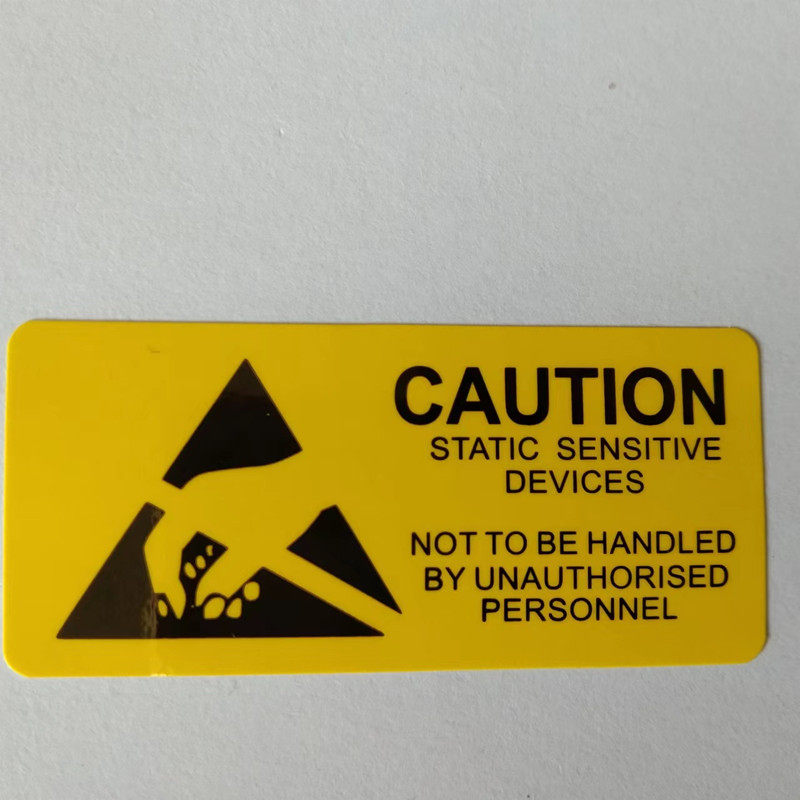 CAUTION
STATIC SENSITIVE
DEVICES
NOT TO BE HANDLED
BY UNAUTHORISED
PERSONNEL